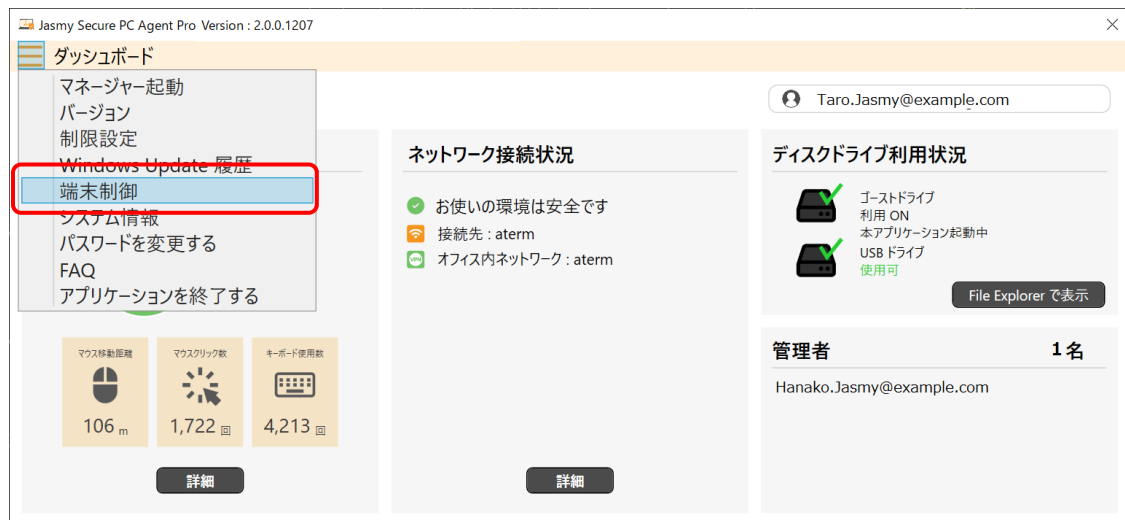 Jasmy Secure PC Agent Pro Version : 2.0.0.1207
ダッシュボード
マネージャー起動
バージョン
制限設定
Windows Update 履歴
端末制御
システム情報
パスワードを変更する
FAQ
アプリケーションを終了する
Taro.Jasmy@example.com
マウス移動距離
106 m
マウスクリック数
1,722 回
キーボード使用数
4,213 回
詳細
ネットワーク接続状況
お使いの環境は安全です
接続先 : aterm
VPN
オフィス内ネットワーク : aterm
詳細
ディスクドライブ利用状況
ゴーストドライブ
利用 ON
本アプリケーション起動中
USB ドライブ
使用可
File Explorer で表示
管理者 1名
Hanako.Jasmy@example.com